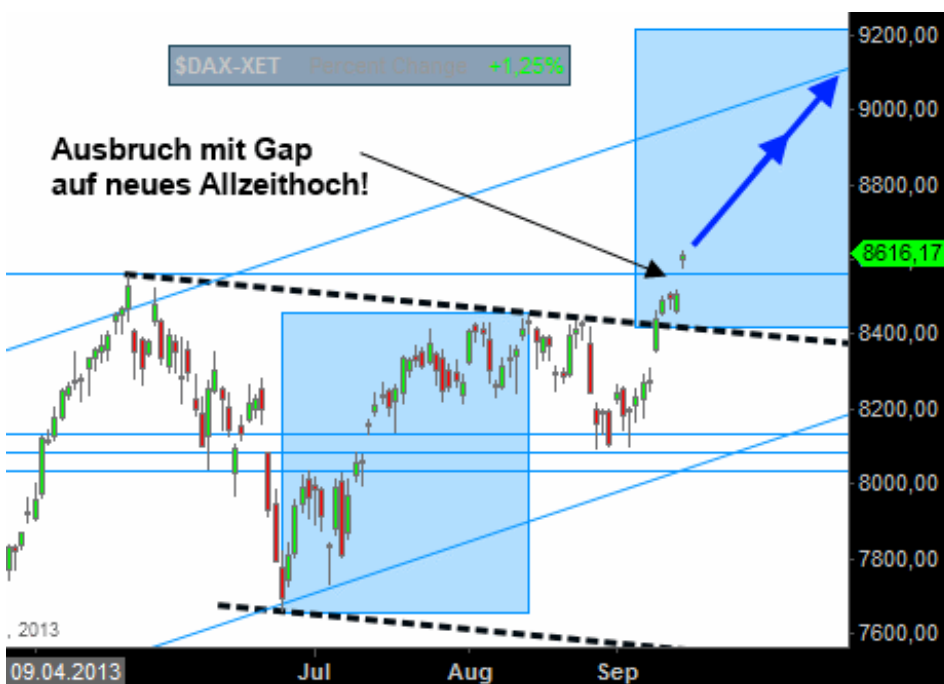 $DAX-XET Percent Change +1,25%
Ausbruch mit Gap
auf neues Allzeithoch!
9200,00
9000,00
8800,00
8616,17
8400,00
8200,00
8000,00
7800,00
7600,00
, 2013
09.04.2013 Jul Aug Sep